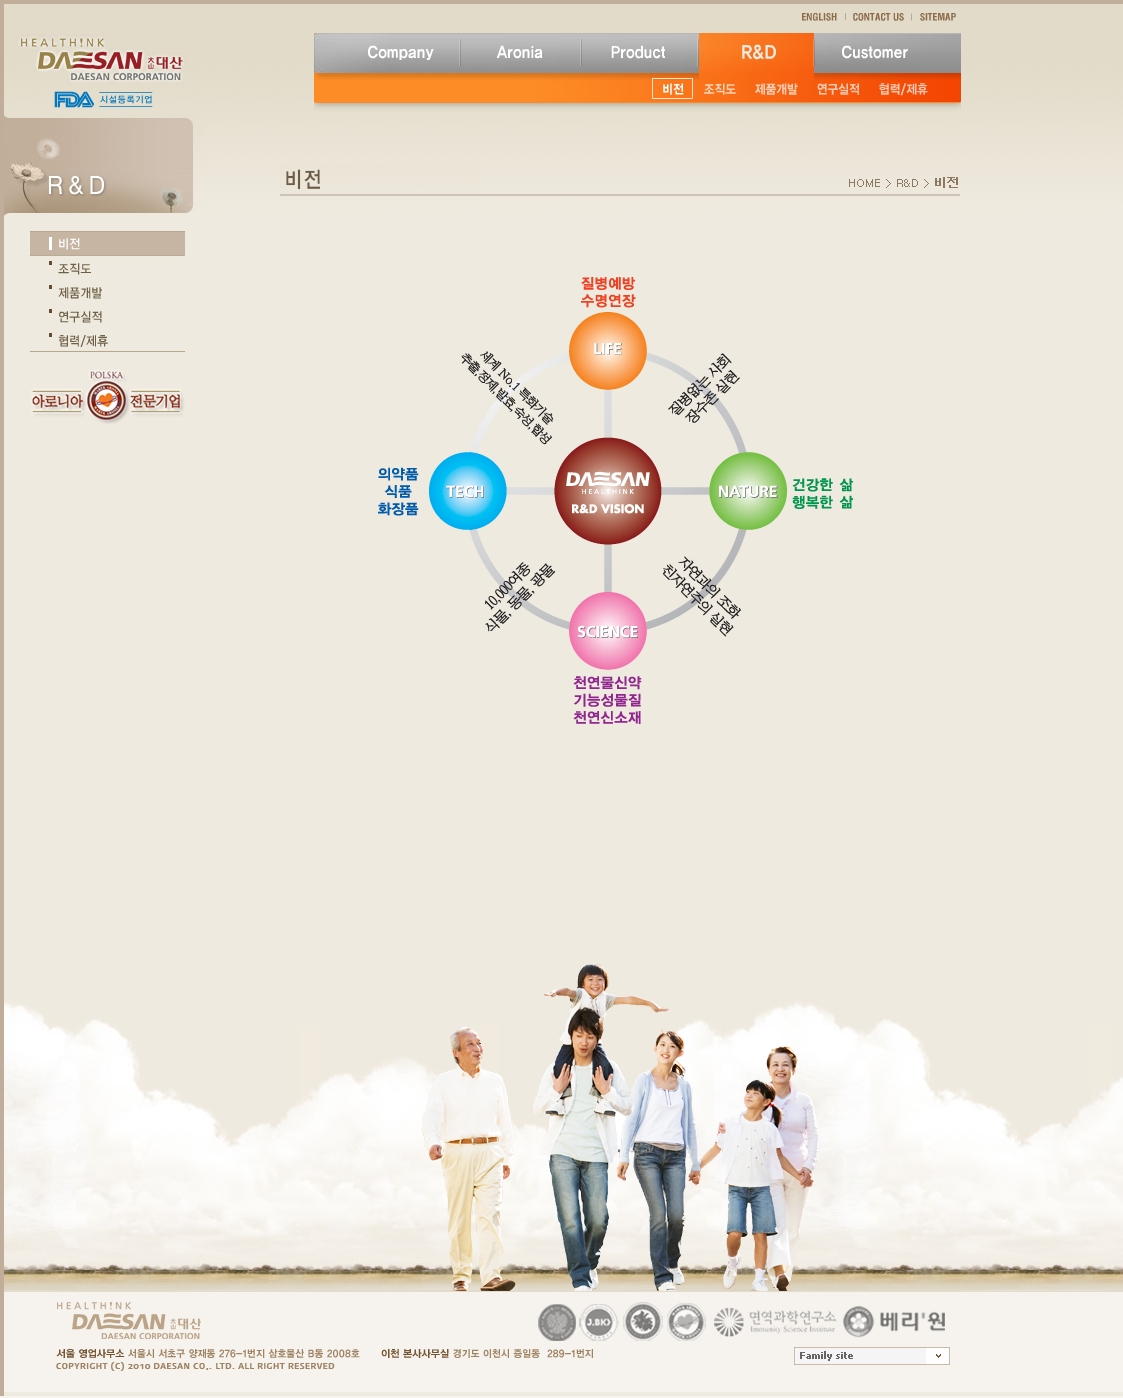 ENGLISH
CONTACT US
SITEMAP
HEALTH!NK
DAESAN 대산
DAESAN CORPORATION
FDA 시설등록기업
Company
Aronia
Product
R&D
Customer
비전
조직도
제품개발
연구실적
협력/제휴
R&D
비전
조직도
제품개발
연구실적
협력/제휴
POLSKA
아로니아 전문기업
비전
HOME > R&D > 비전
질병예방
수명연장
LIFE
세계 No.1 특화기술
추출,정제,발효,숙성,합성
질병없는 사회
장수촌 실현
의약품
식품
화장품
TECH
DAESAN
HEALTH!NK
R&D VISION
NATURE
건강한 삶
행복한 삶
10,000여종
식물, 동물, 광물
자연과의 조화
친자연주의 실현
SCIENCE
천연물신약
기능성물질
천연신소재
HEALTH!NK
DAESAN 대산
DAESAN CORPORATION
J.BK
면역과학연구소
Immunity Science Institute
베리'원
서울 영업사무소 서울시 서초구 양재동 276-1번지 삼호물산 B동 2008호 이천 본사사무실 경기도 이천시 증일동 289-1번지
COPYRIGHT (C) 2010 DAESAN CO,. LTD. ALL RIGHT RESERVED
Family site